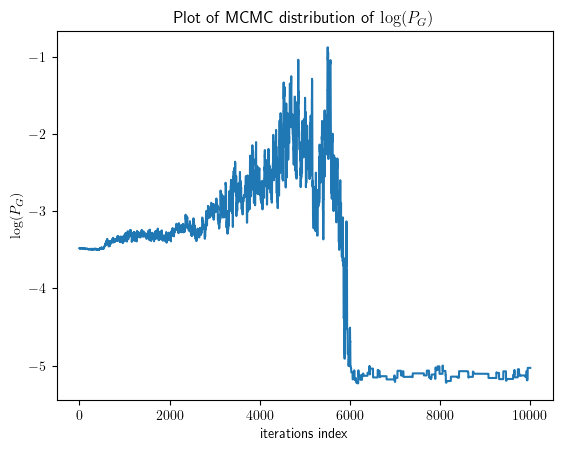 Plot of MCMC distribution of log(P_G)
−1
−2
−3
−4
−5
log(P_G)
0 2000 4000 6000 8000 10000
iterations index